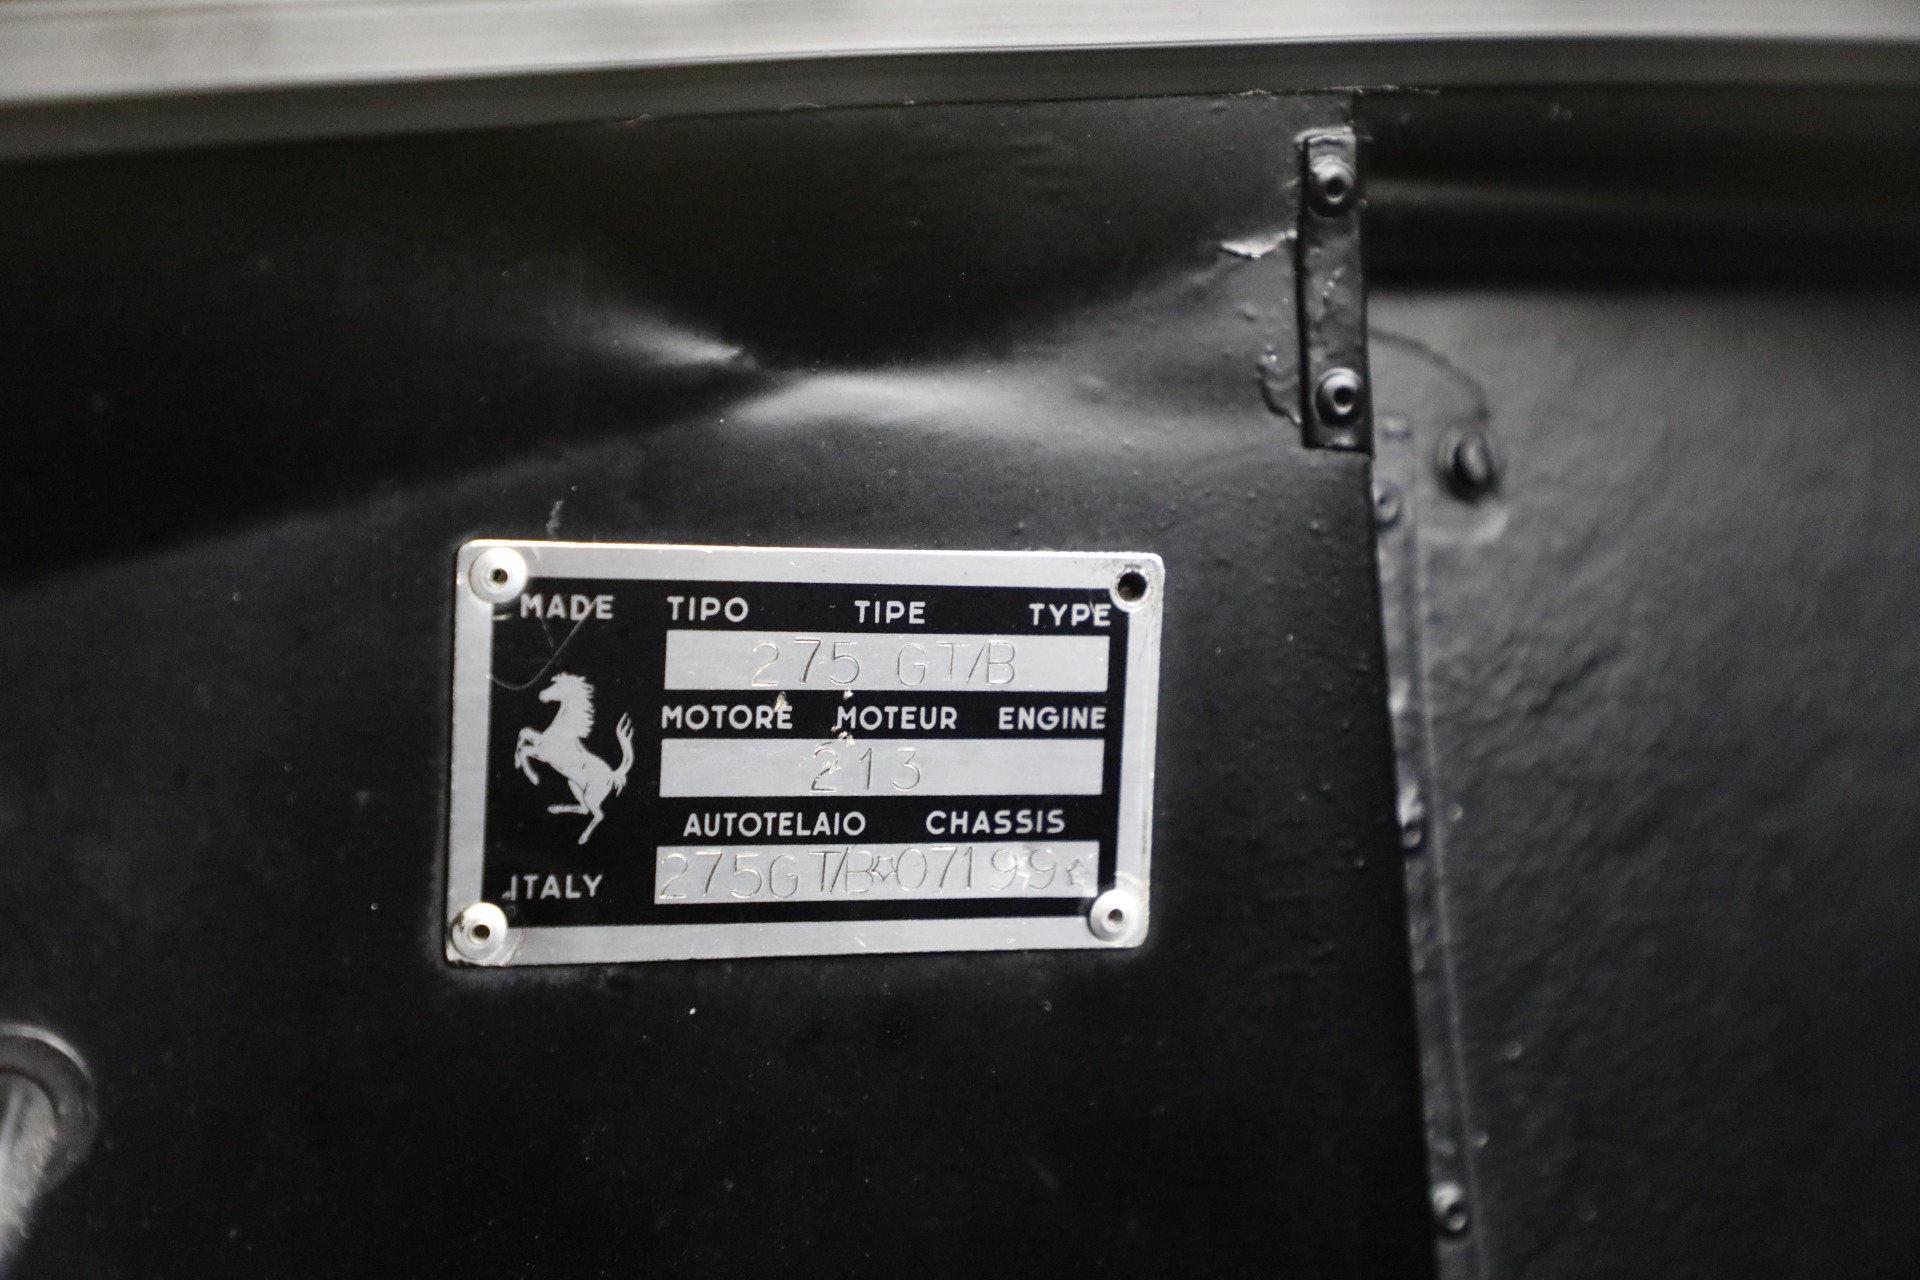 MADE TIPO TIPE TYPE
275 GT/B
MOTORE MOTEUR ENGINE
213
AUTOTELAIO CHASSIS
ITALY 275GT/B☆07199☆